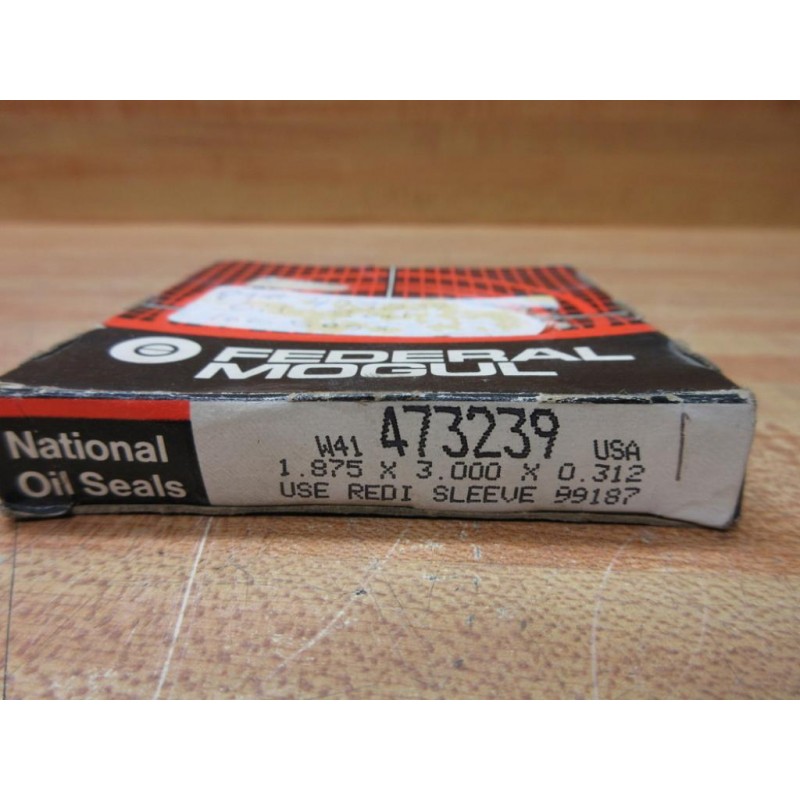 FEDERAL
MOGUL
National
Oil Seals
W41 473239 USA
1.875 X 3.000 X 0.312
USE REDI SLEEVE 99187